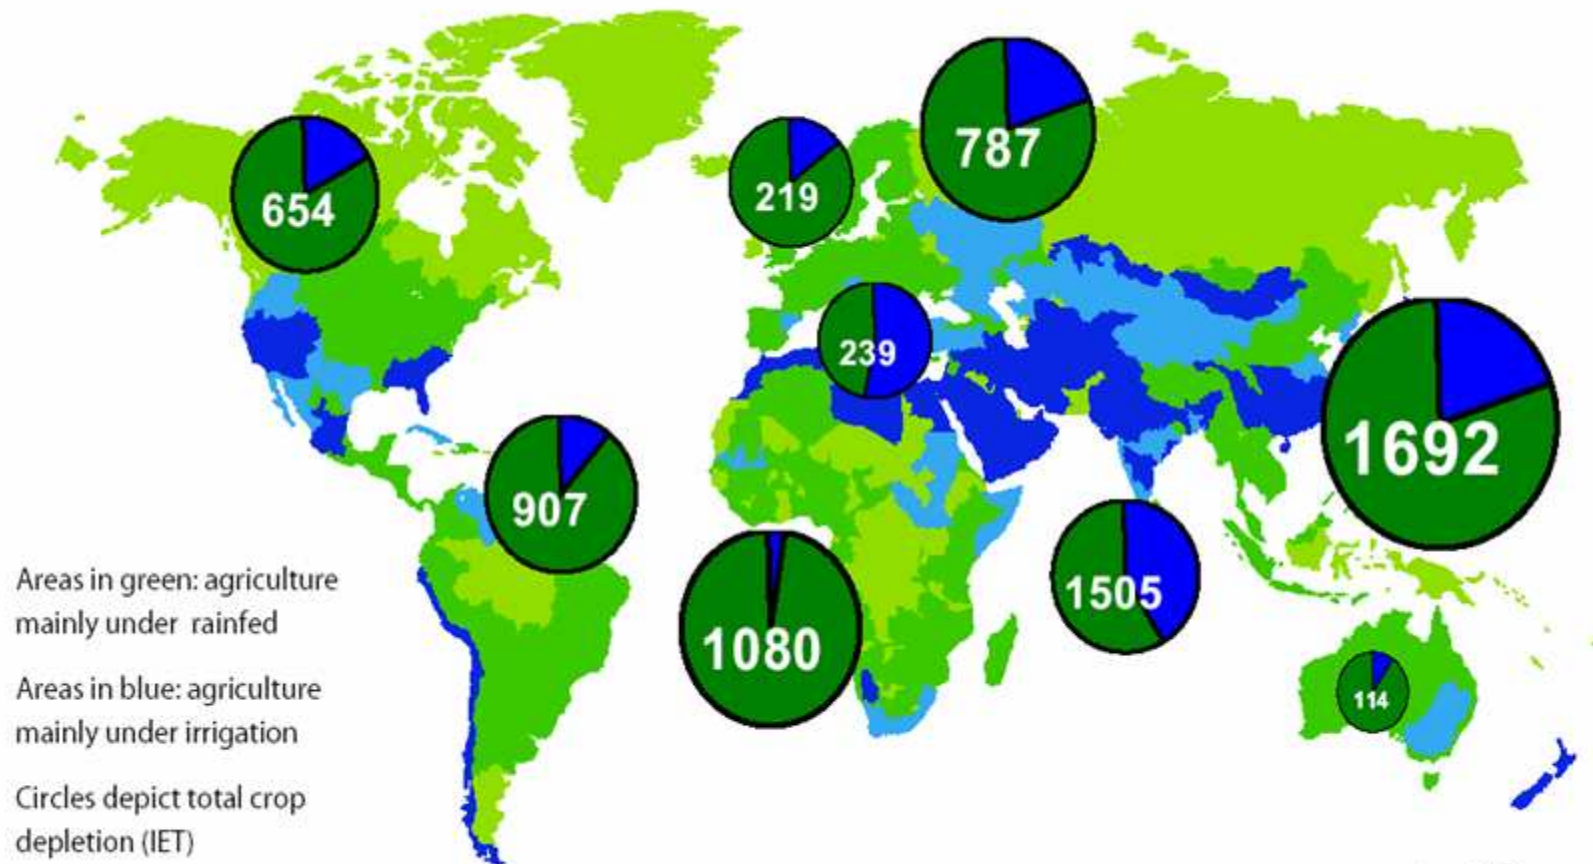 787
219
654
239
1692
907
1505
1080
114
Areas in green: agriculture
mainly under rainfed
Areas in blue: agriculture
mainly under irrigation
Circles depict total crop
depletion (IET)